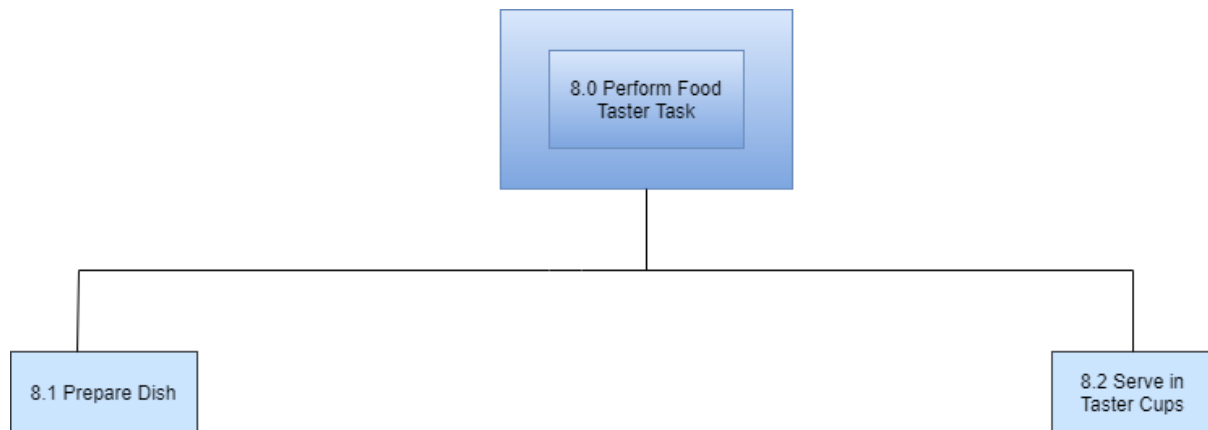 8.0 Perform Food
Taster Task
8.1 Prepare Dish
8.2 Serve in
Taster Cups